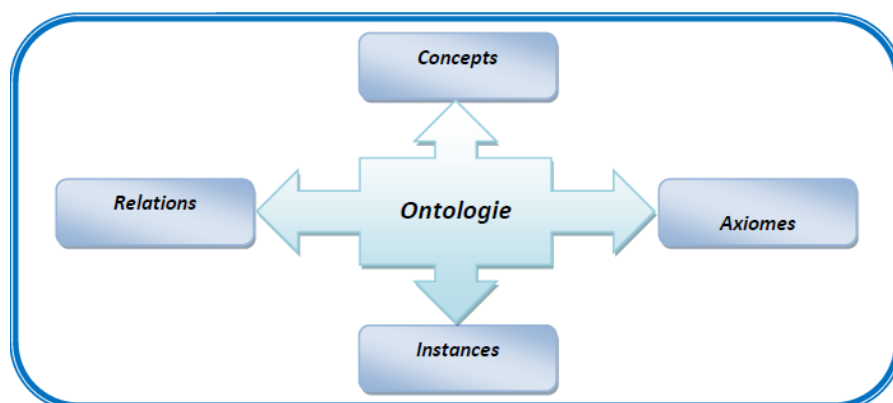 Concepts
Relations
Ontologie
Axiomes
Instances